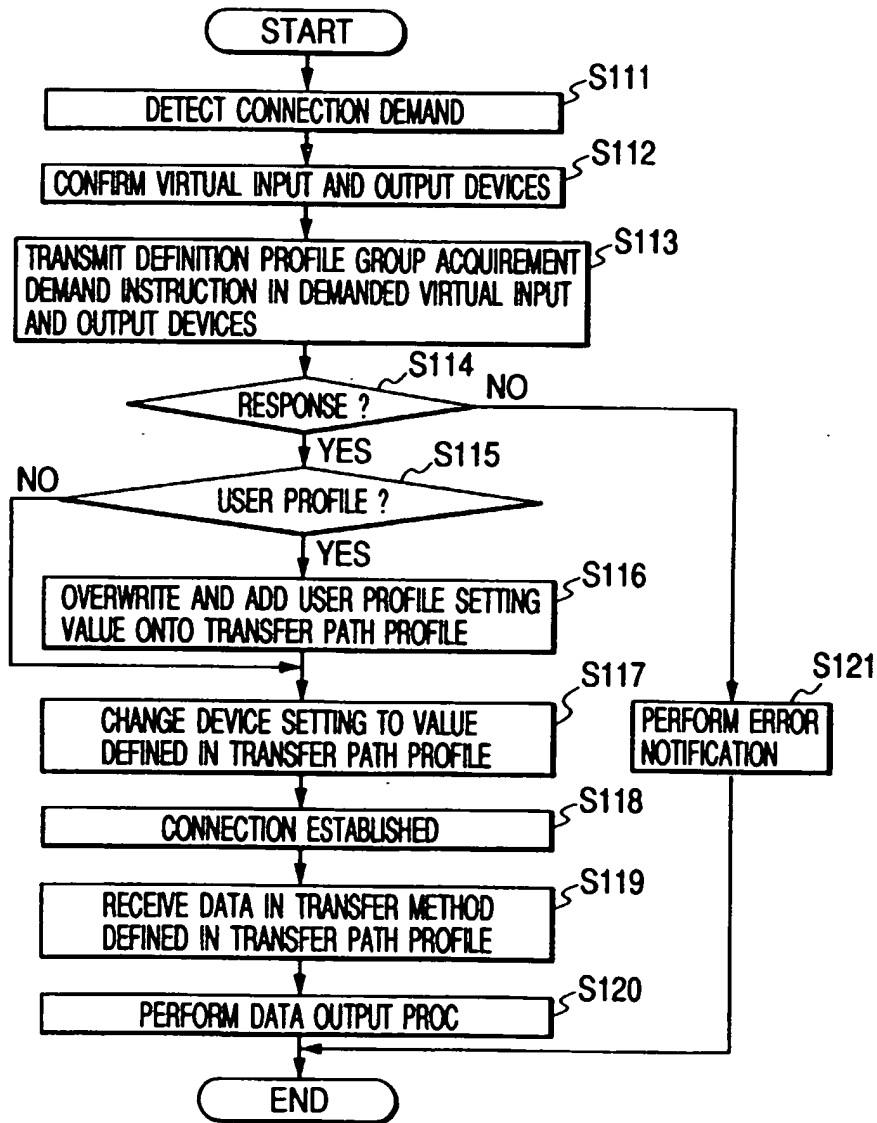 START
S111
DETECT CONNECTION DEMAND
S112
CONFIRM VIRTUAL INPUT AND OUTPUT DEVICES
S113
TRANSMIT DEFINITION PROFILE GROUP ACQUIREMENT
DEMAND INSTRUCTION IN DEMANDED VIRTUAL INPUT
AND OUTPUT DEVICES
S114
RESPONSE ?
NO
YES
S115
NO
USER PROFILE ?
YES
S116
OVERWRITE AND ADD USER PROFILE SETTING
VALUE ONTO TRANSFER PATH PROFILE
S117
CHANGE DEVICE SETTING TO VALUE
DEFINED IN TRANSFER PATH PROFILE
S121
PERFORM ERROR
NOTIFICATION
S118
CONNECTION ESTABLISHED
S119
RECEIVE DATA IN TRANSFER METHOD
DEFINED IN TRANSFER PATH PROFILE
S120
PERFORM DATA OUTPUT PROC
END